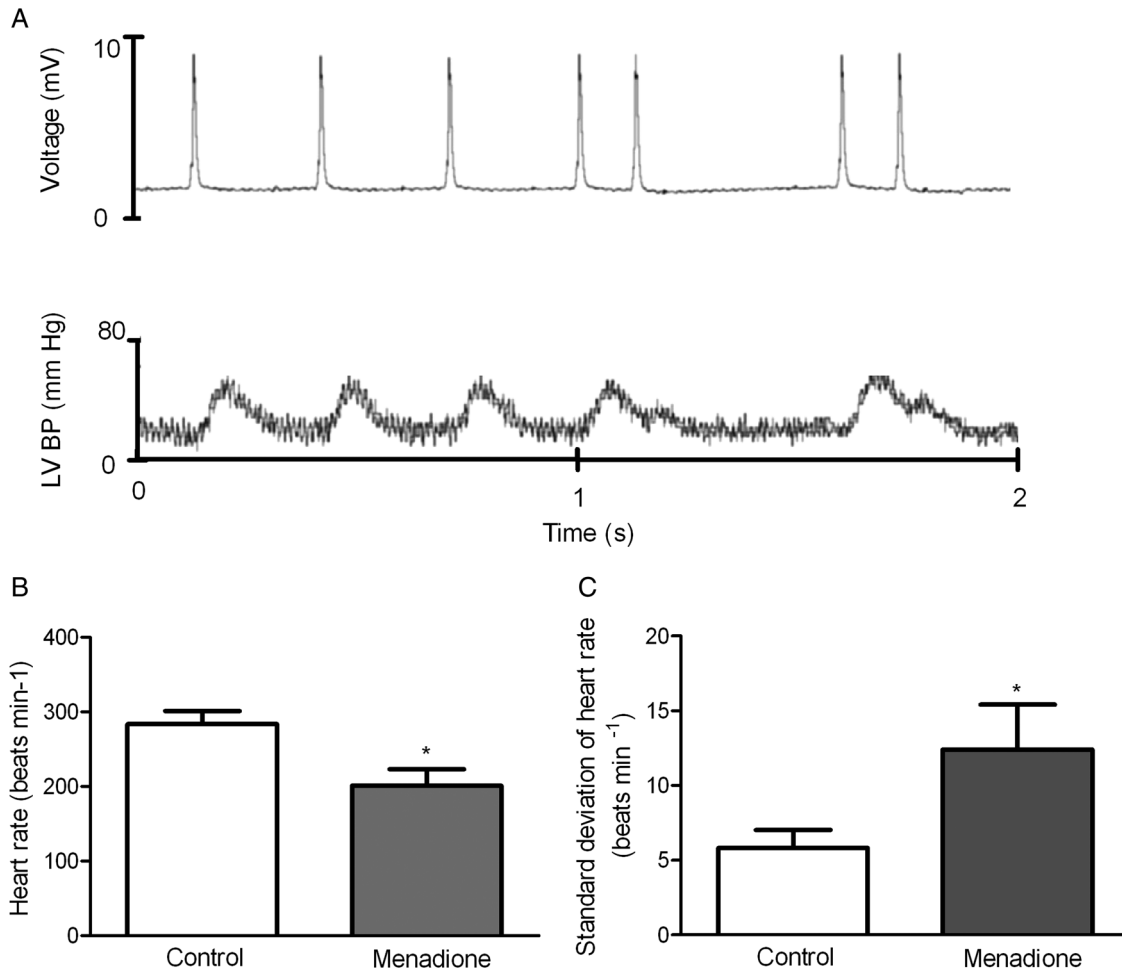 A
10
Voltage (mV)
0
80
LV BP (mm Hg)
0
0
1
2
Time (s)
B
400
300
200
100
0
Heart rate (beats min-1)
*
Control
Menadione
C
20
15
10
5
0
Standard deviation of heart rate
(beats min -1)
*
Control
Menadione